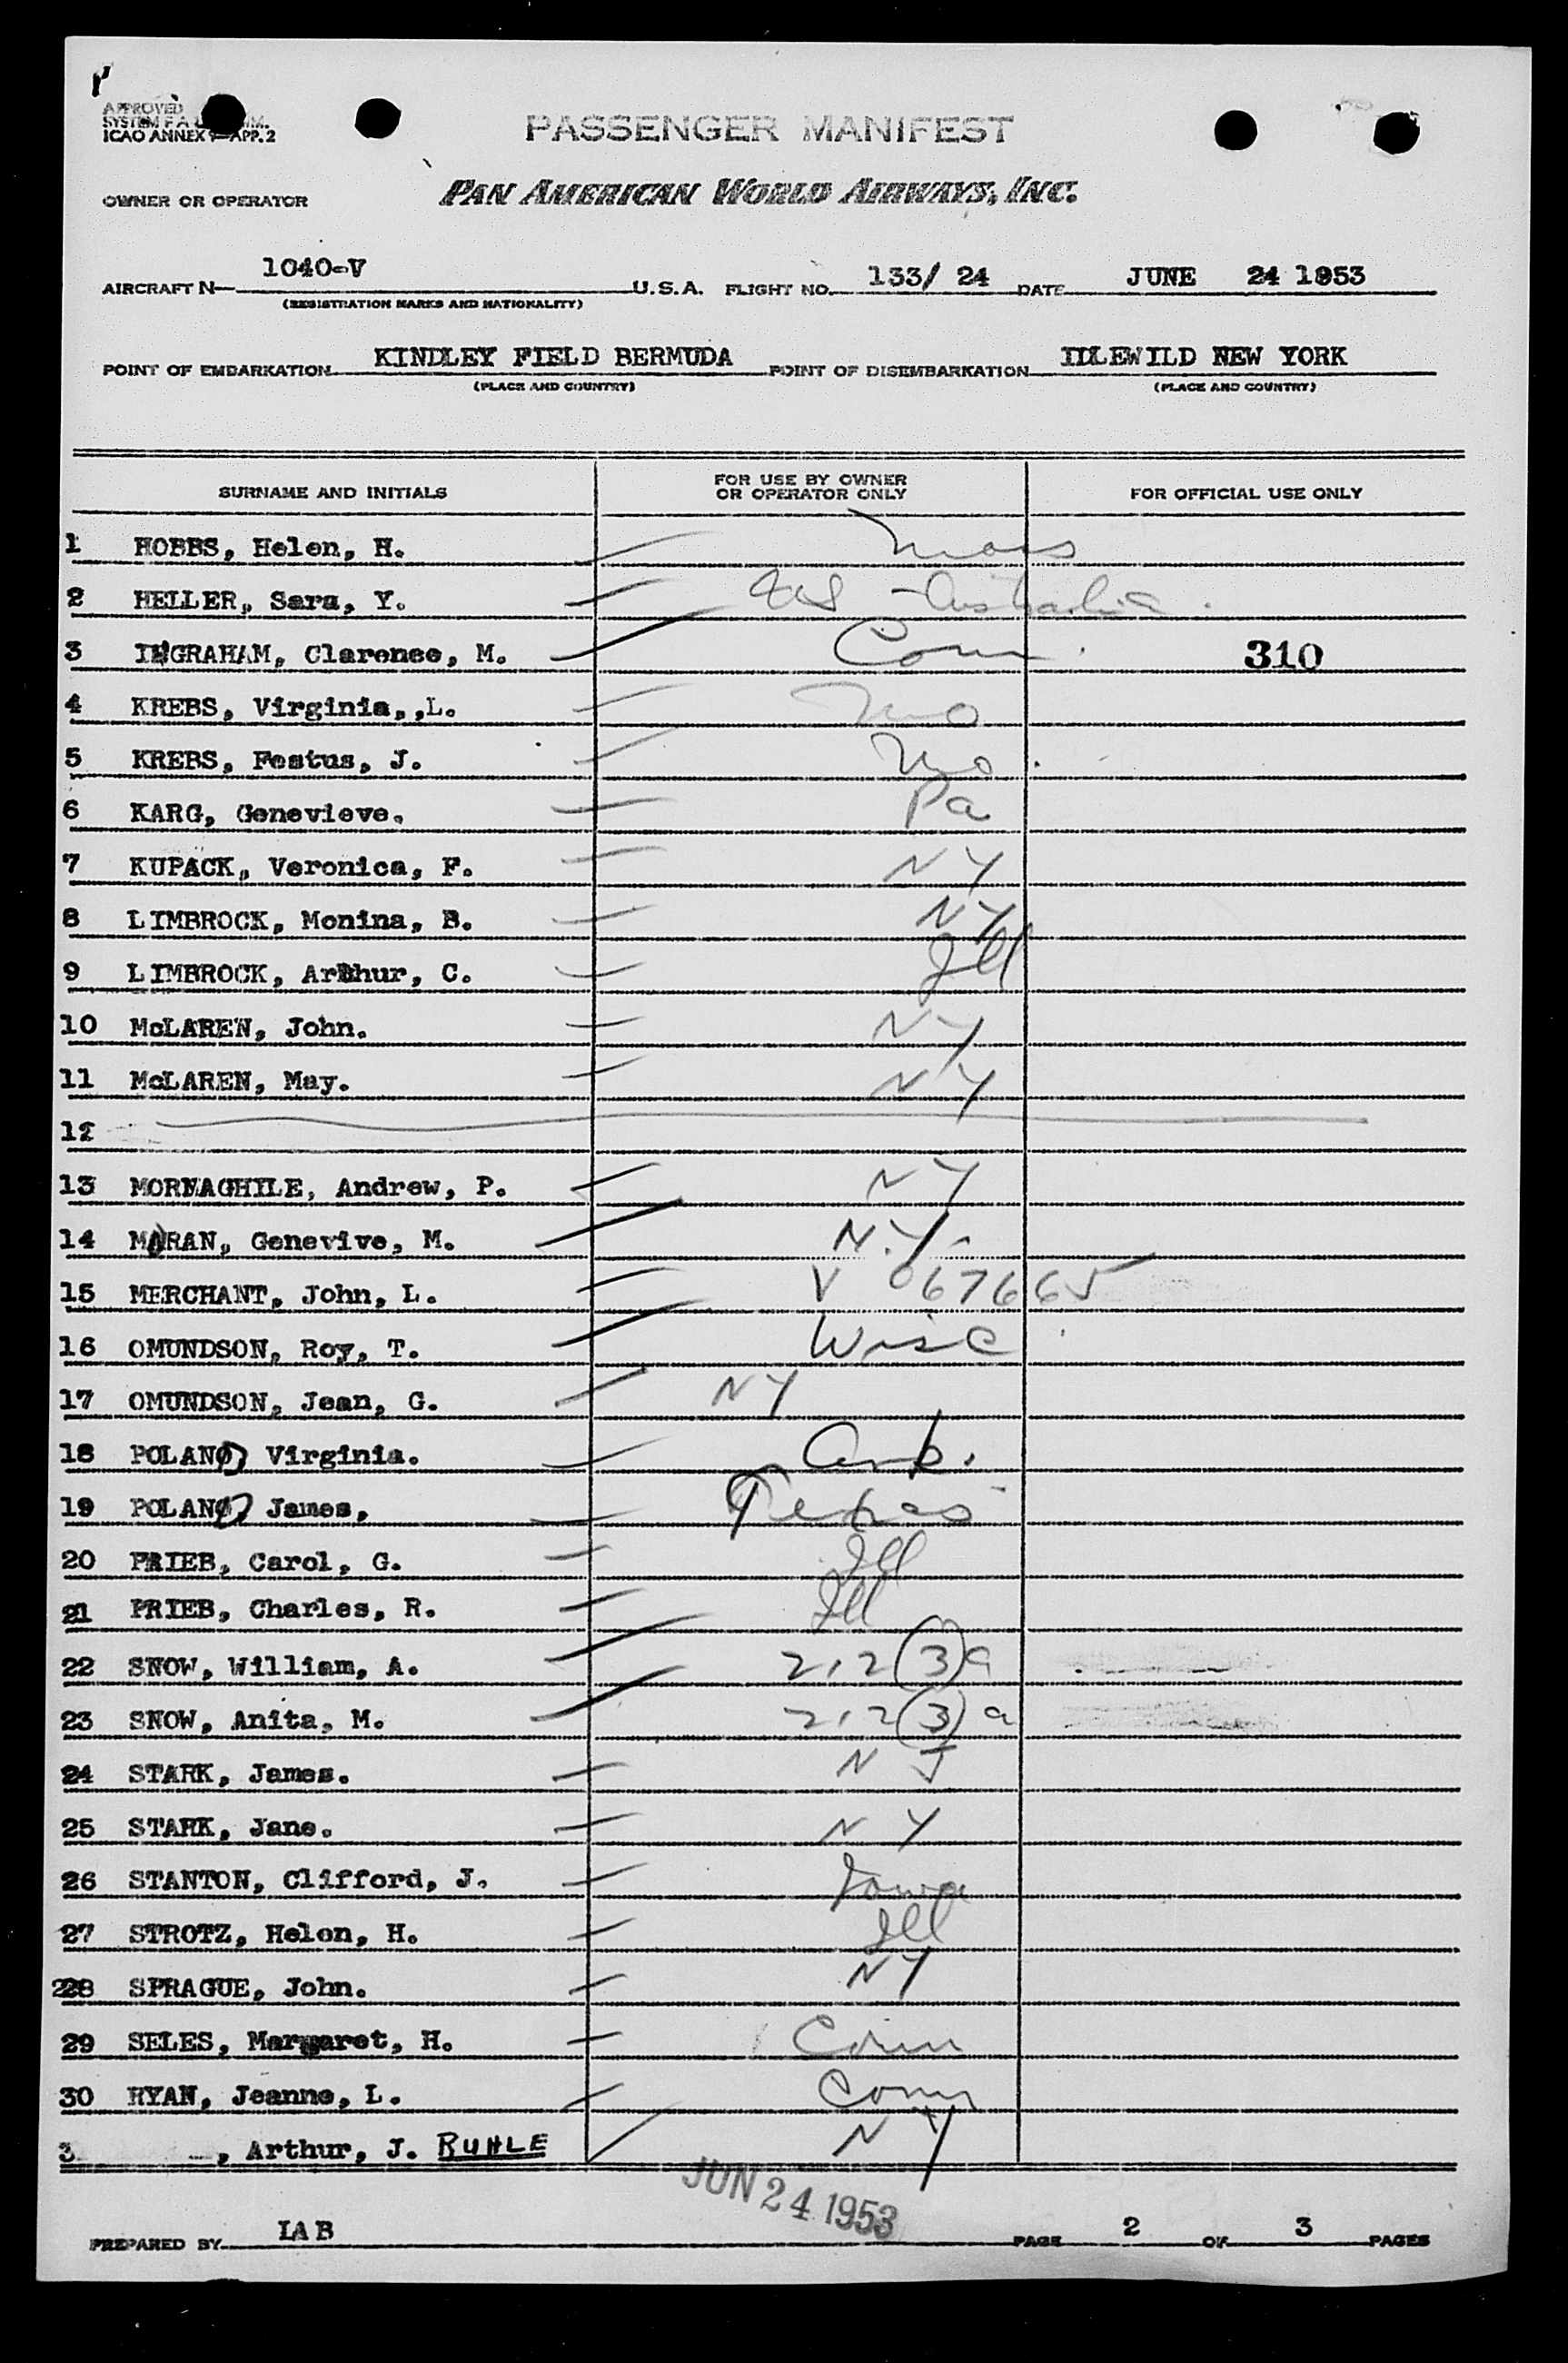 APPROVED
SYSTEM F A
ICAO ANNEX 9—APP. 2
PASSENGER MANIFEST
OWNER OR OPERATOR PAN AMERICAN WORLD AIRWAYS, INC.
AIRCRAFT N— 1040-V U.S.A. FLIGHT NO. 133/ 24 DATE JUNE 24 1953
(REGISTRATION MARKS AND NATIONALITY)
POINT OF EMBARKATION KINDLEY FIELD BERMUDA POINT OF DISEMBARKATION IDLEWILD NEW YORK
(PLACE AND COUNTRY) (PLACE AND COUNTRY)
SURNAME AND INITIALS FOR USE BY OWNER OR OPERATOR ONLY FOR OFFICIAL USE ONLY
1 HOBBS, Helen, H. Mass
2 HELLER, Sara, Y. - Australia.
3 INGRAHAM, Clarence, M. Conn. 310
4 KREBS, Virginia,,L. Mo
5 KREBS, Festus, J. Mo.
6 KARG, Genevieve. Pa
7 KUPACK, Veronica, F. NY
8 LIMBROCK, Monina, B. NY
9 LIMBROCK, Arthur, C. Ill
10 McLAREN, John. NY
11 McLAREN, May. NY
12
13 MORNAGHILE, Andrew, P. NY
14 MORAN, Genevive, M. N.Y.
15 MERCHANT, John, L. V 067665
16 OMUNDSON, Roy, T. Wisc
17 OMUNDSON, Jean, G. NY
18 POLAND, Virginia. Ark.
19 POLAND, James, Texas
20 PRIEB, Carol, G. Ill
21 PRIEB, Charles, R. Ill
22 SNOW, William, A. 212(3)a
23 SNOW, Anita, M. 212(3)a
24 STARK, James. N J
25 STARK, Jane. N Y
26 STANTON, Clifford, J. Iowa
27 STROTZ, Helen, H. Ill
28 SPRAGUE, John. NY
29 SELES, Margaret, H. Conn
30 RYAN, Jeanne, L. Conn
3 , Arthur, J. RUHLE NY
JUN 24 1953
PREPARED BY IAB PAGE 2 OF 3 PAGES